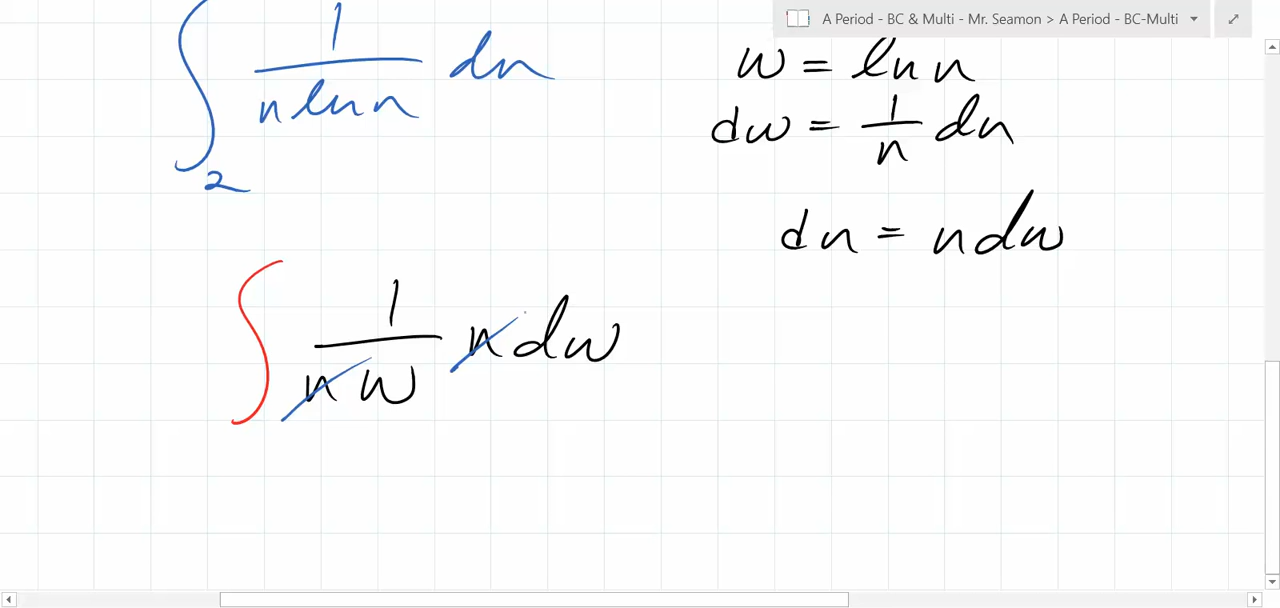 A Period - BC & Multi - Mr. Seamon > A Period - BC-Multi
∫₂ 1/(n ln n) dn
w = ln n
dw = 1/n dn
dn = n dw
∫ 1/(n w) n dw